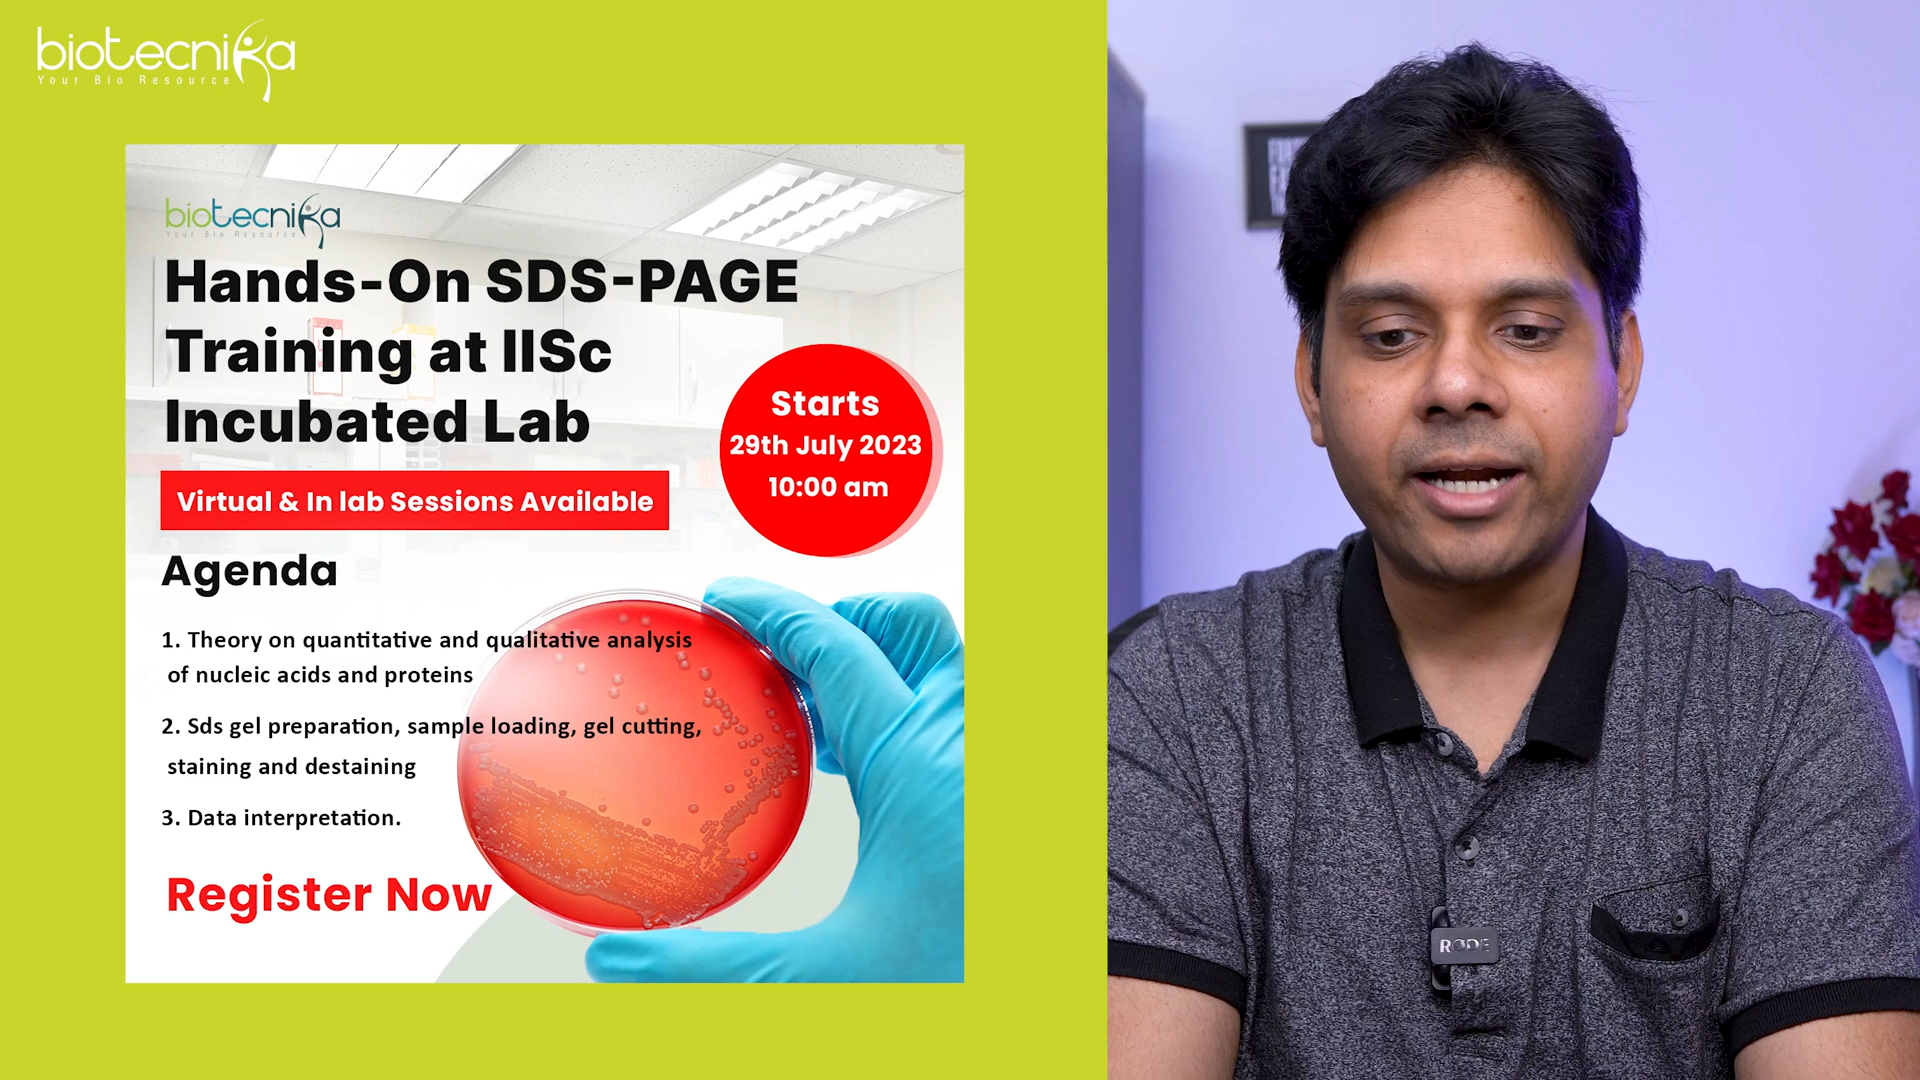 biotecnika
Your Bio Resource
biotecnika
Your Bio Resource
Hands-On SDS-PAGE
Training at IISc
Incubated Lab
Starts
29th July 2023
10:00 am
Virtual & In lab Sessions Available
Agenda
1. Theory on quantitative and qualitative analysis
of nucleic acids and proteins
2. Sds gel preparation, sample loading, gel cutting,
staining and destaining
3. Data interpretation.
Register Now
RODE